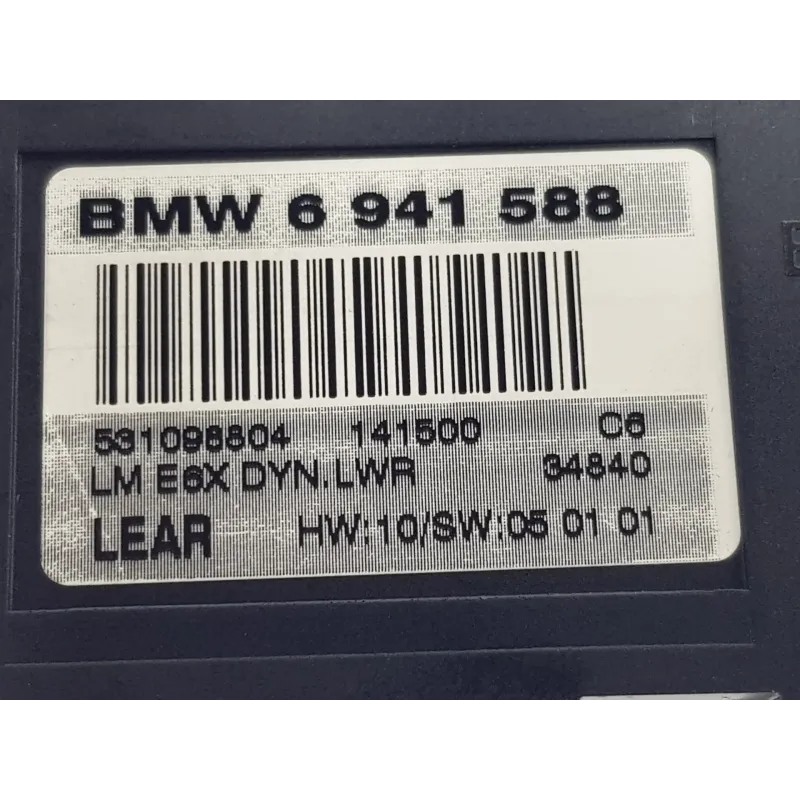 BMW 6 941 588
531098804 141500 C6
LM E6X DYN.LWR 34840
LEAR HW:10/SW:05 01 01